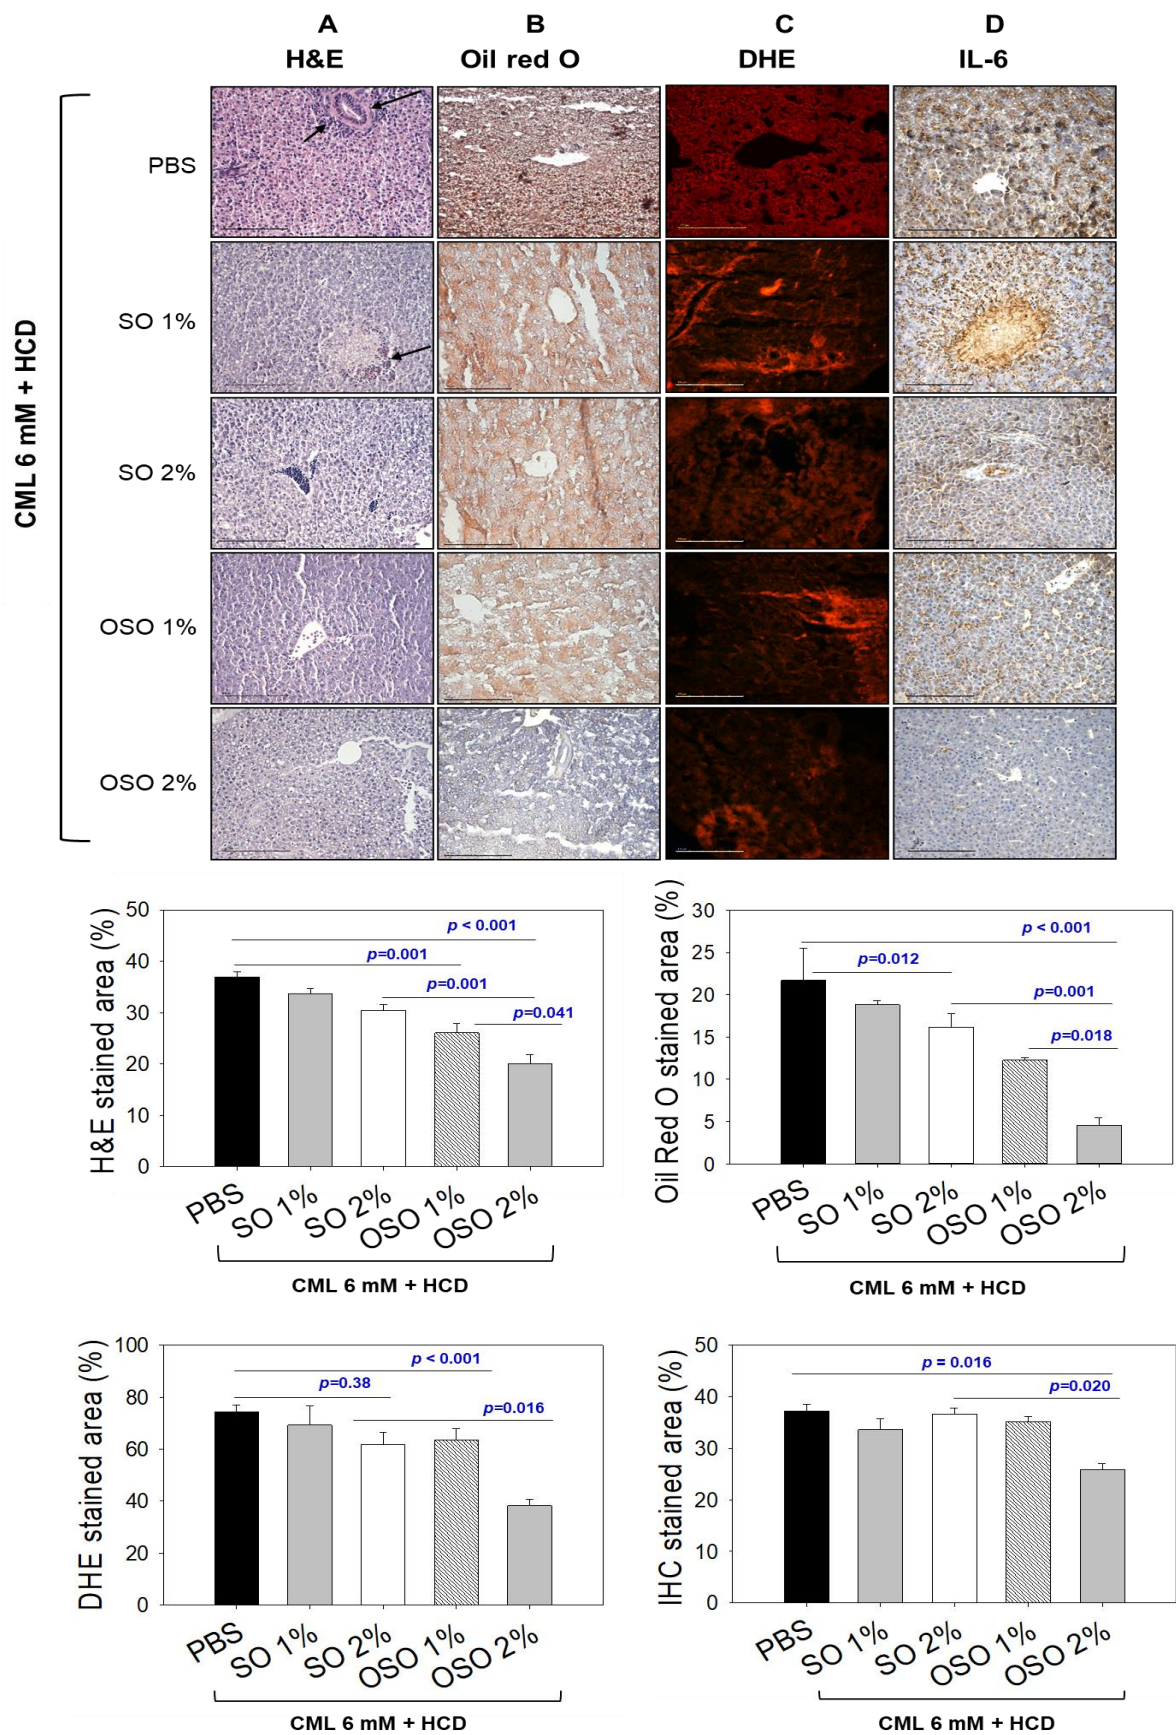 A B C D
H&E Oil red O DHE IL-6
CML 6 mM + HCD
PBS
SO 1%
SO 2%
OSO 1%
OSO 2%
H&E stained area (%)
50
40
30
20
10
0
p < 0.001
p=0.001
p=0.001
p=0.041
PBS SO 1% SO 2% OSO 1% OSO 2%
CML 6 mM + HCD
Oil Red O stained area (%)
30
25
20
15
10
5
0
p < 0.001
p=0.012
p=0.001
p=0.018
PBS SO 1% SO 2% OSO 1% OSO 2%
CML 6 mM + HCD
DHE stained area (%)
100
80
60
40
20
0
p < 0.001
p=0.38
p=0.016
PBS SO 1% SO 2% OSO 1% OSO 2%
CML 6 mM + HCD
IHC stained area (%)
50
40
30
20
10
0
p = 0.016
p=0.020
PBS SO 1% SO 2% OSO 1% OSO 2%
CML 6 mM + HCD